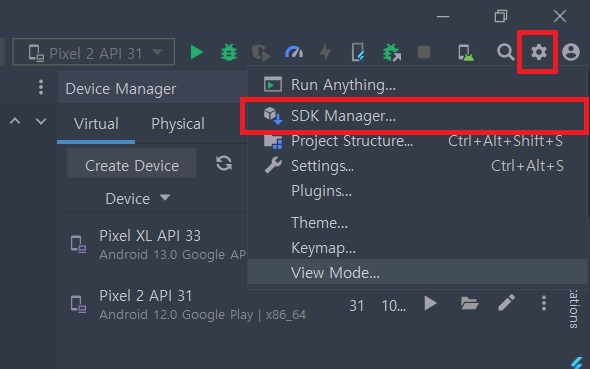 Pixel 2 API 31
Device Manager
Run Anything...
Virtual Physical
SDK Manager...
Project Structure... Ctrl+Alt+Shift+S
Create Device
Settings... Ctrl+Alt+S
Plugins...
Device
Theme...
Pixel XL API 33
Keymap...
Android 13.0 Google AP
View Mode...
Pixel 2 API 31
31 10...
Android 12.0 Google Play | x86_64